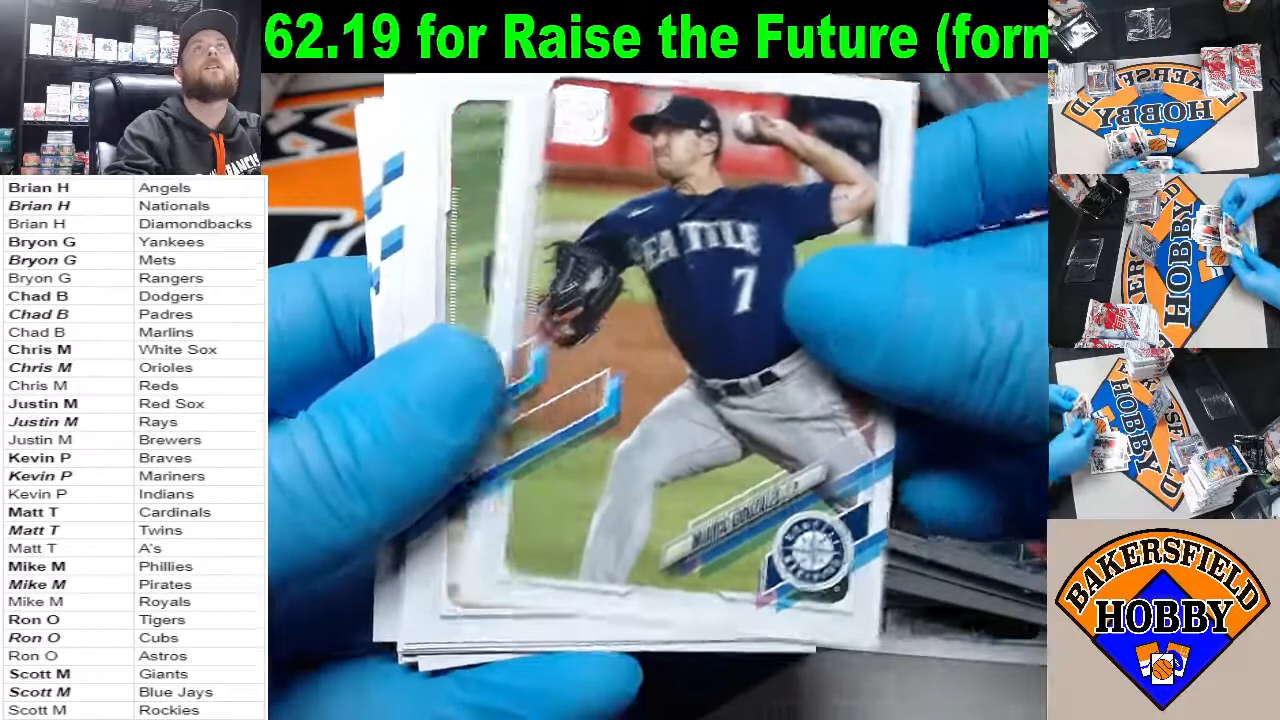 62.19 for Raise the Future (forn
Brian H Angels
Brian H Nationals
Brian H Diamondbacks
Bryon G Yankees
Bryon G Mets
Bryon G Rangers
Chad B Dodgers
Chad B Padres
Chad B Marlins
Chris M White Sox
Chris M Orioles
Chris M Reds
Justin M Red Sox
Justin M Rays
Justin M Brewers
Kevin P Braves
Kevin P Mariners
Kevin P Indians
Matt T Cardinals
Matt T Twins
Matt T A's
Mike M Phillies
Mike M Pirates
Mike M Royals
Ron O Tigers
Ron O Cubs
Ron O Astros
Scott M Giants
Scott M Blue Jays
Scott M Rockies
SEATTLE
7
HOBBY
HOBBY
HOBBY
BAKERSFIELD
HOBBY